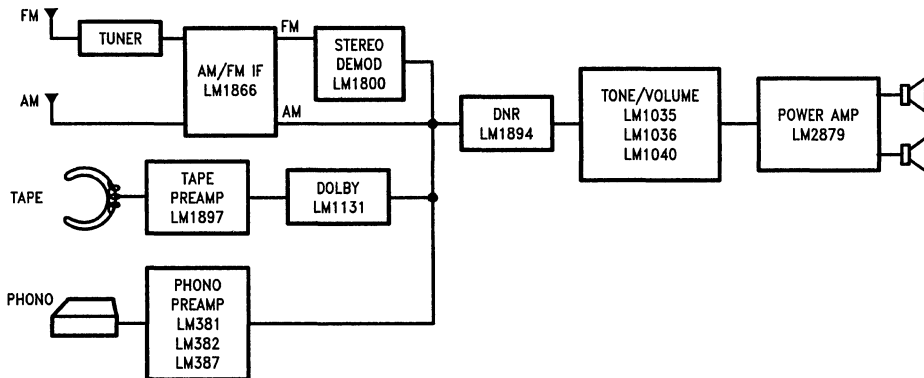 FM
TUNER
AM/FM IF
LM1866
FM
STEREO
DEMOD
LM1800
AM
AM
DNR
LM1894
TONE/VOLUME
LM1035
LM1036
LM1040
POWER AMP
LM2879
TAPE
TAPE
PREAMP
LM1897
DOLBY
LM1131
PHONO
PHONO
PREAMP
LM381
LM382
LM387